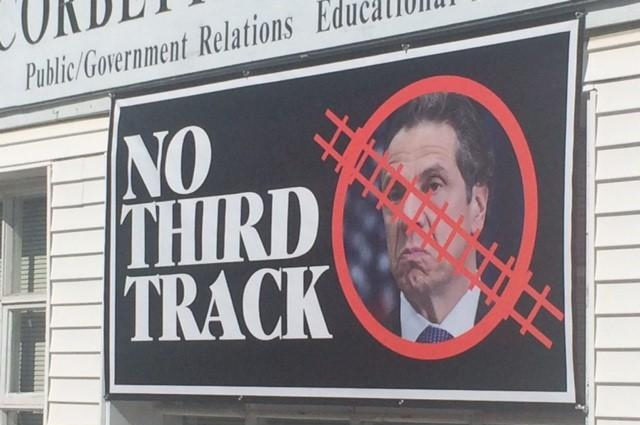 Public/Government Relations Educational
NO
THIRD
TRACK